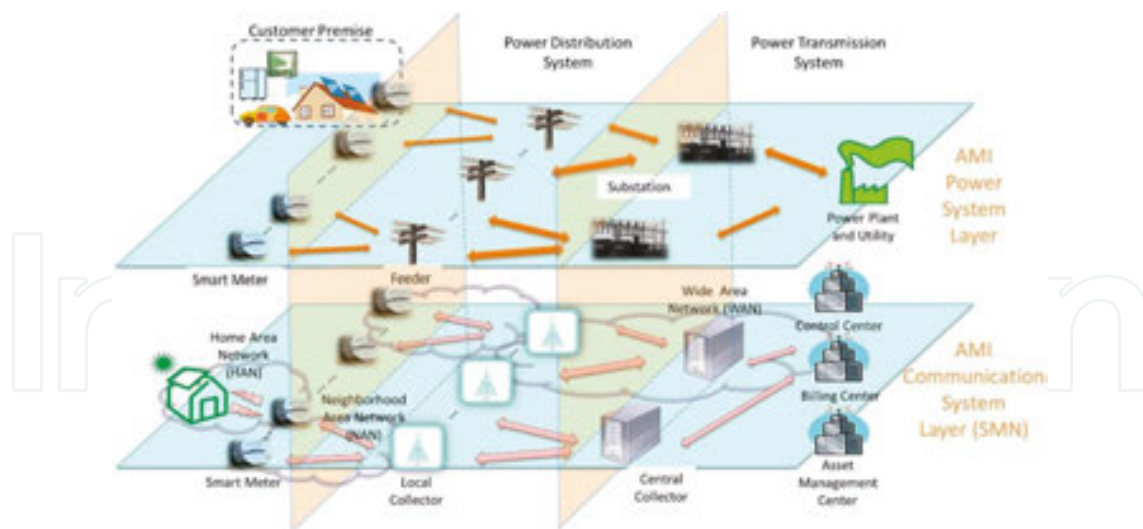 Customer Premise
Power Distribution
System
Power Transmission
System
Substation
AMI
Power
System
Layer
Power Plant
and Utility
Smart Meter
Feeder
Wide Area
Network (WAN)
Control Center
Home Area
Network
(HAN)
AMI
Communication
System
Layer (SMN)
Billing Center
Neighborhood
Area Network
(NAN)
Smart Meter
Local
Collector
Central
Collector
Asset
Management
Center